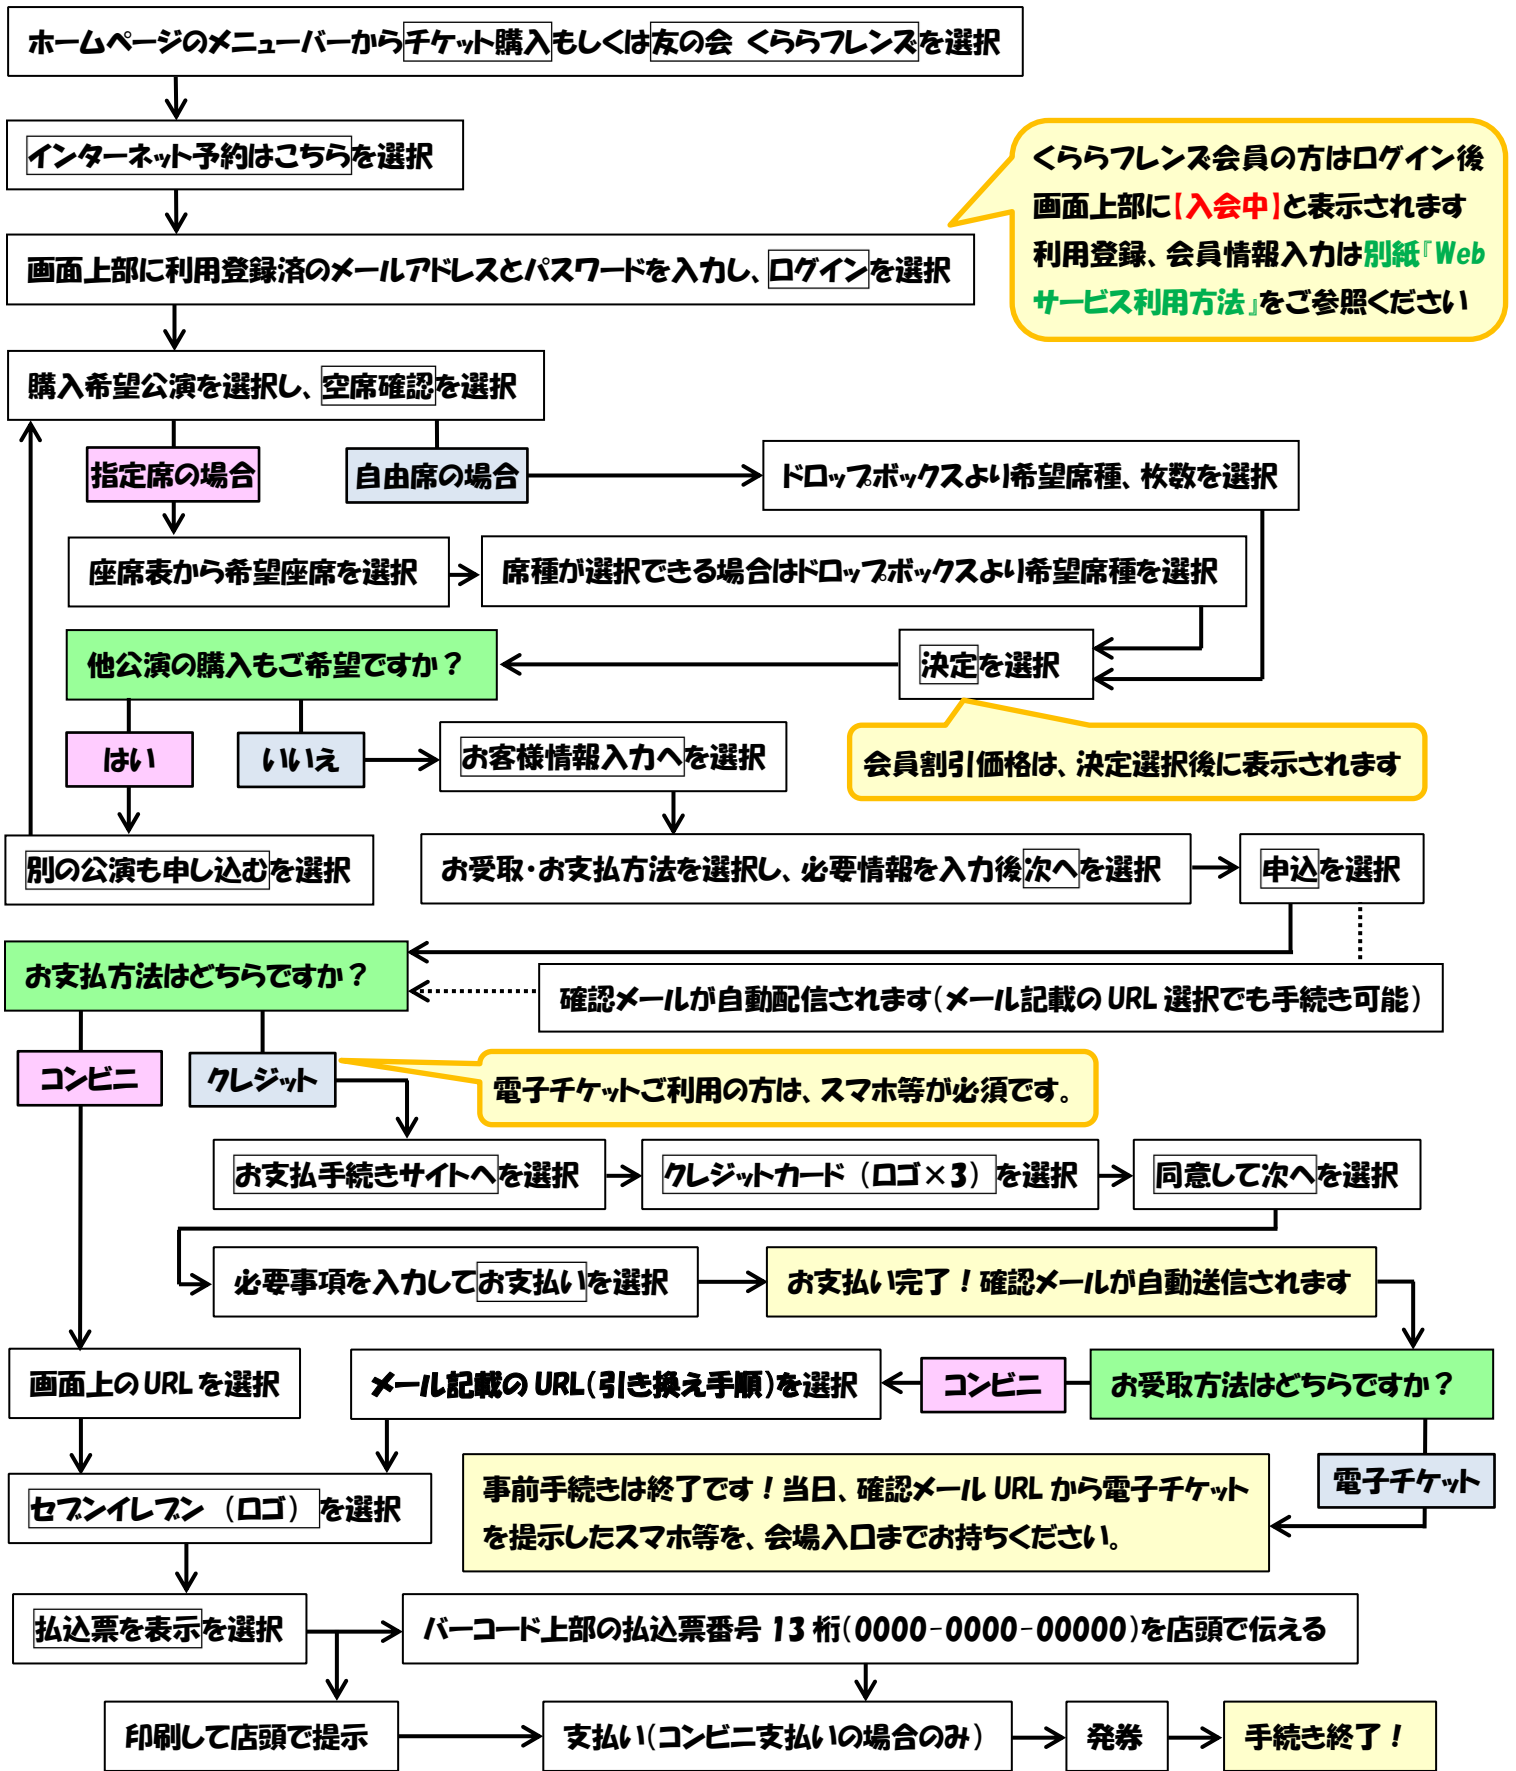 ホームページのメニューバーからチケット購入もしくは友の会 くららフレンズを選択
インターネット予約はこちらを選択
くららフレンズ会員の方はログイン後
画面上部に【入会中】と表示されます
利用登録、会員情報入力は別紙『Web
サービス利用方法』をご参照ください
画面上部に利用登録済のメールアドレスとパスワードを入力し、ログインを選択
購入希望公演を選択し、空席確認を選択
指定席の場合
自由席の場合
ドロップボックスより希望席種、枚数を選択
座席表から希望座席を選択
席種が選択できる場合はドロップボックスより希望席種を選択
他公演の購入もご希望ですか？
決定を選択
はい
いいえ
お客様情報入力へを選択
会員割引価格は、決定選択後に表示されます
別の公演も申し込むを選択
お受取・お支払方法を選択し、必要情報を入力後次へを選択
申込を選択
お支払方法はどちらですか？
確認メールが自動配信されます(メール記載のURL選択でも手続き可能)
コンビニ
クレジット
電子チケットご利用の方は、スマホ等が必須です。
お支払手続きサイトへを選択
クレジットカード（ロゴ×3）を選択
同意して次へを選択
必要事項を入力してお支払いを選択
お支払い完了！確認メールが自動送信されます
画面上のURLを選択
メール記載のURL(引き換え手順)を選択
コンビニ
お受取方法はどちらですか？
セブンイレブン（ロゴ）を選択
事前手続きは終了です！当日、確認メールURLから電子チケット
を提示したスマホ等を、会場入口までお持ちください。
電子チケット
払込票を表示を選択
バーコード上部の払込票番号13桁(0000-0000-00000)を店頭で伝える
印刷して店頭で提示
支払い(コンビニ支払いの場合のみ)
発券
手続き終了！